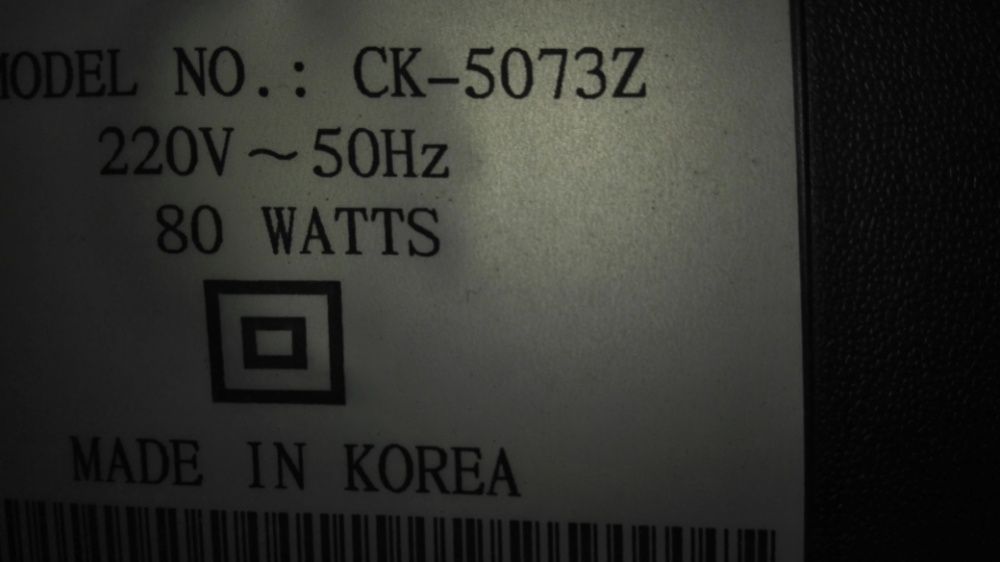 MODEL NO.: CK-5073Z
220V~50Hz
80 WATTS
MADE IN KOREA